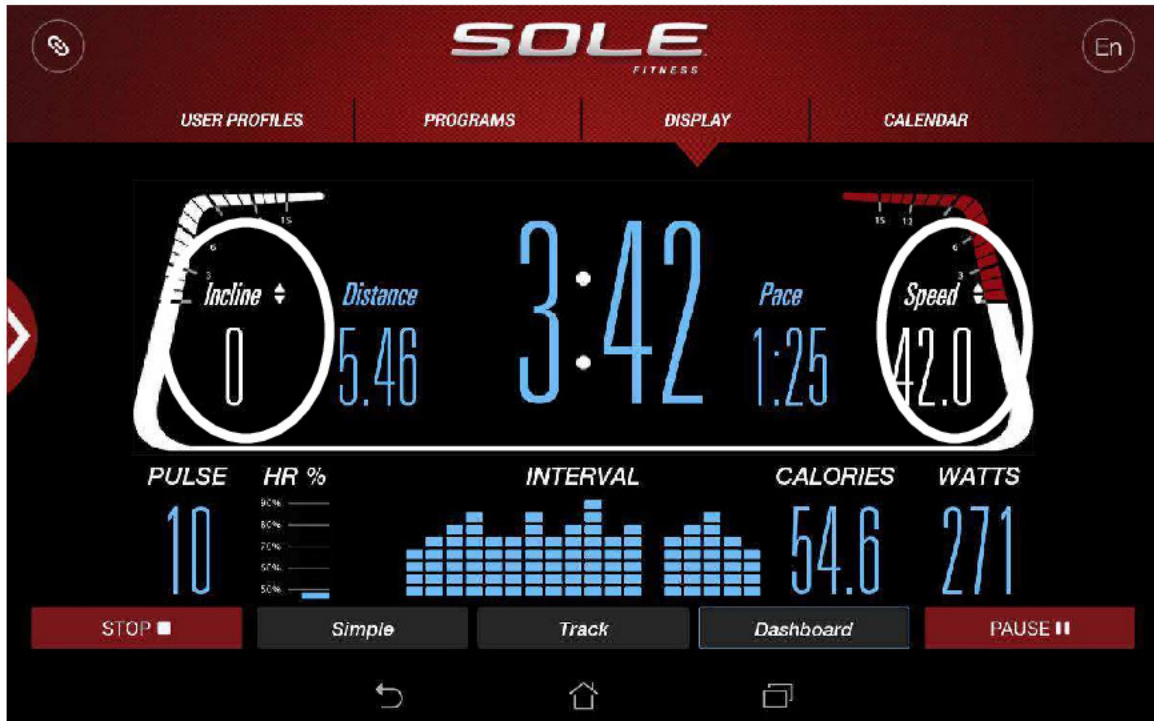 SOLE
FITNESS
En
USER PROFILES PROGRAMS DISPLAY CALENDAR
15
6
3
Incline
0
Distance
5.46
3:42
Pace
1:25
15 12
6
3
Speed
42.0
PULSE
10
HR %
90%
80%
70%
60%
50%
INTERVAL
CALORIES
54.6
WATTS
271
STOP Simple Track Dashboard PAUSE